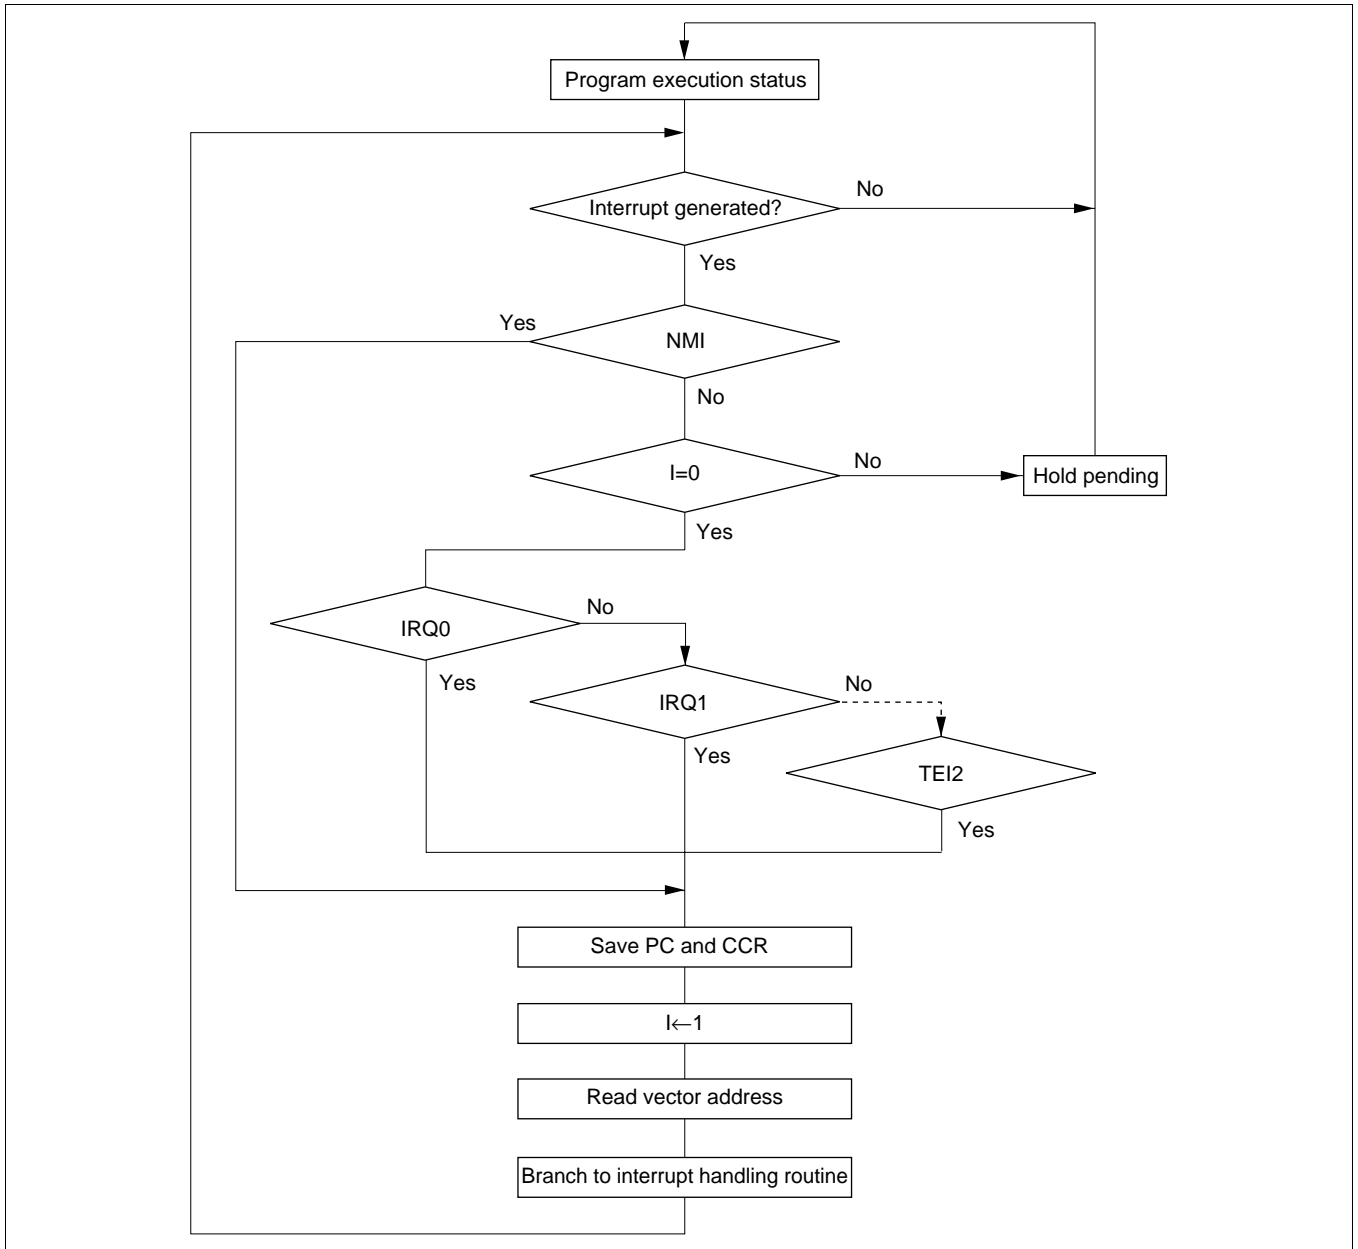 Program execution status
Interrupt generated?
No
Yes
Yes
NMI
No
I=0
No
Hold pending
Yes
IRQ0
No
Yes
IRQ1
No
Yes
TEI2
Yes
Save PC and CCR
I←1
Read vector address
Branch to interrupt handling routine